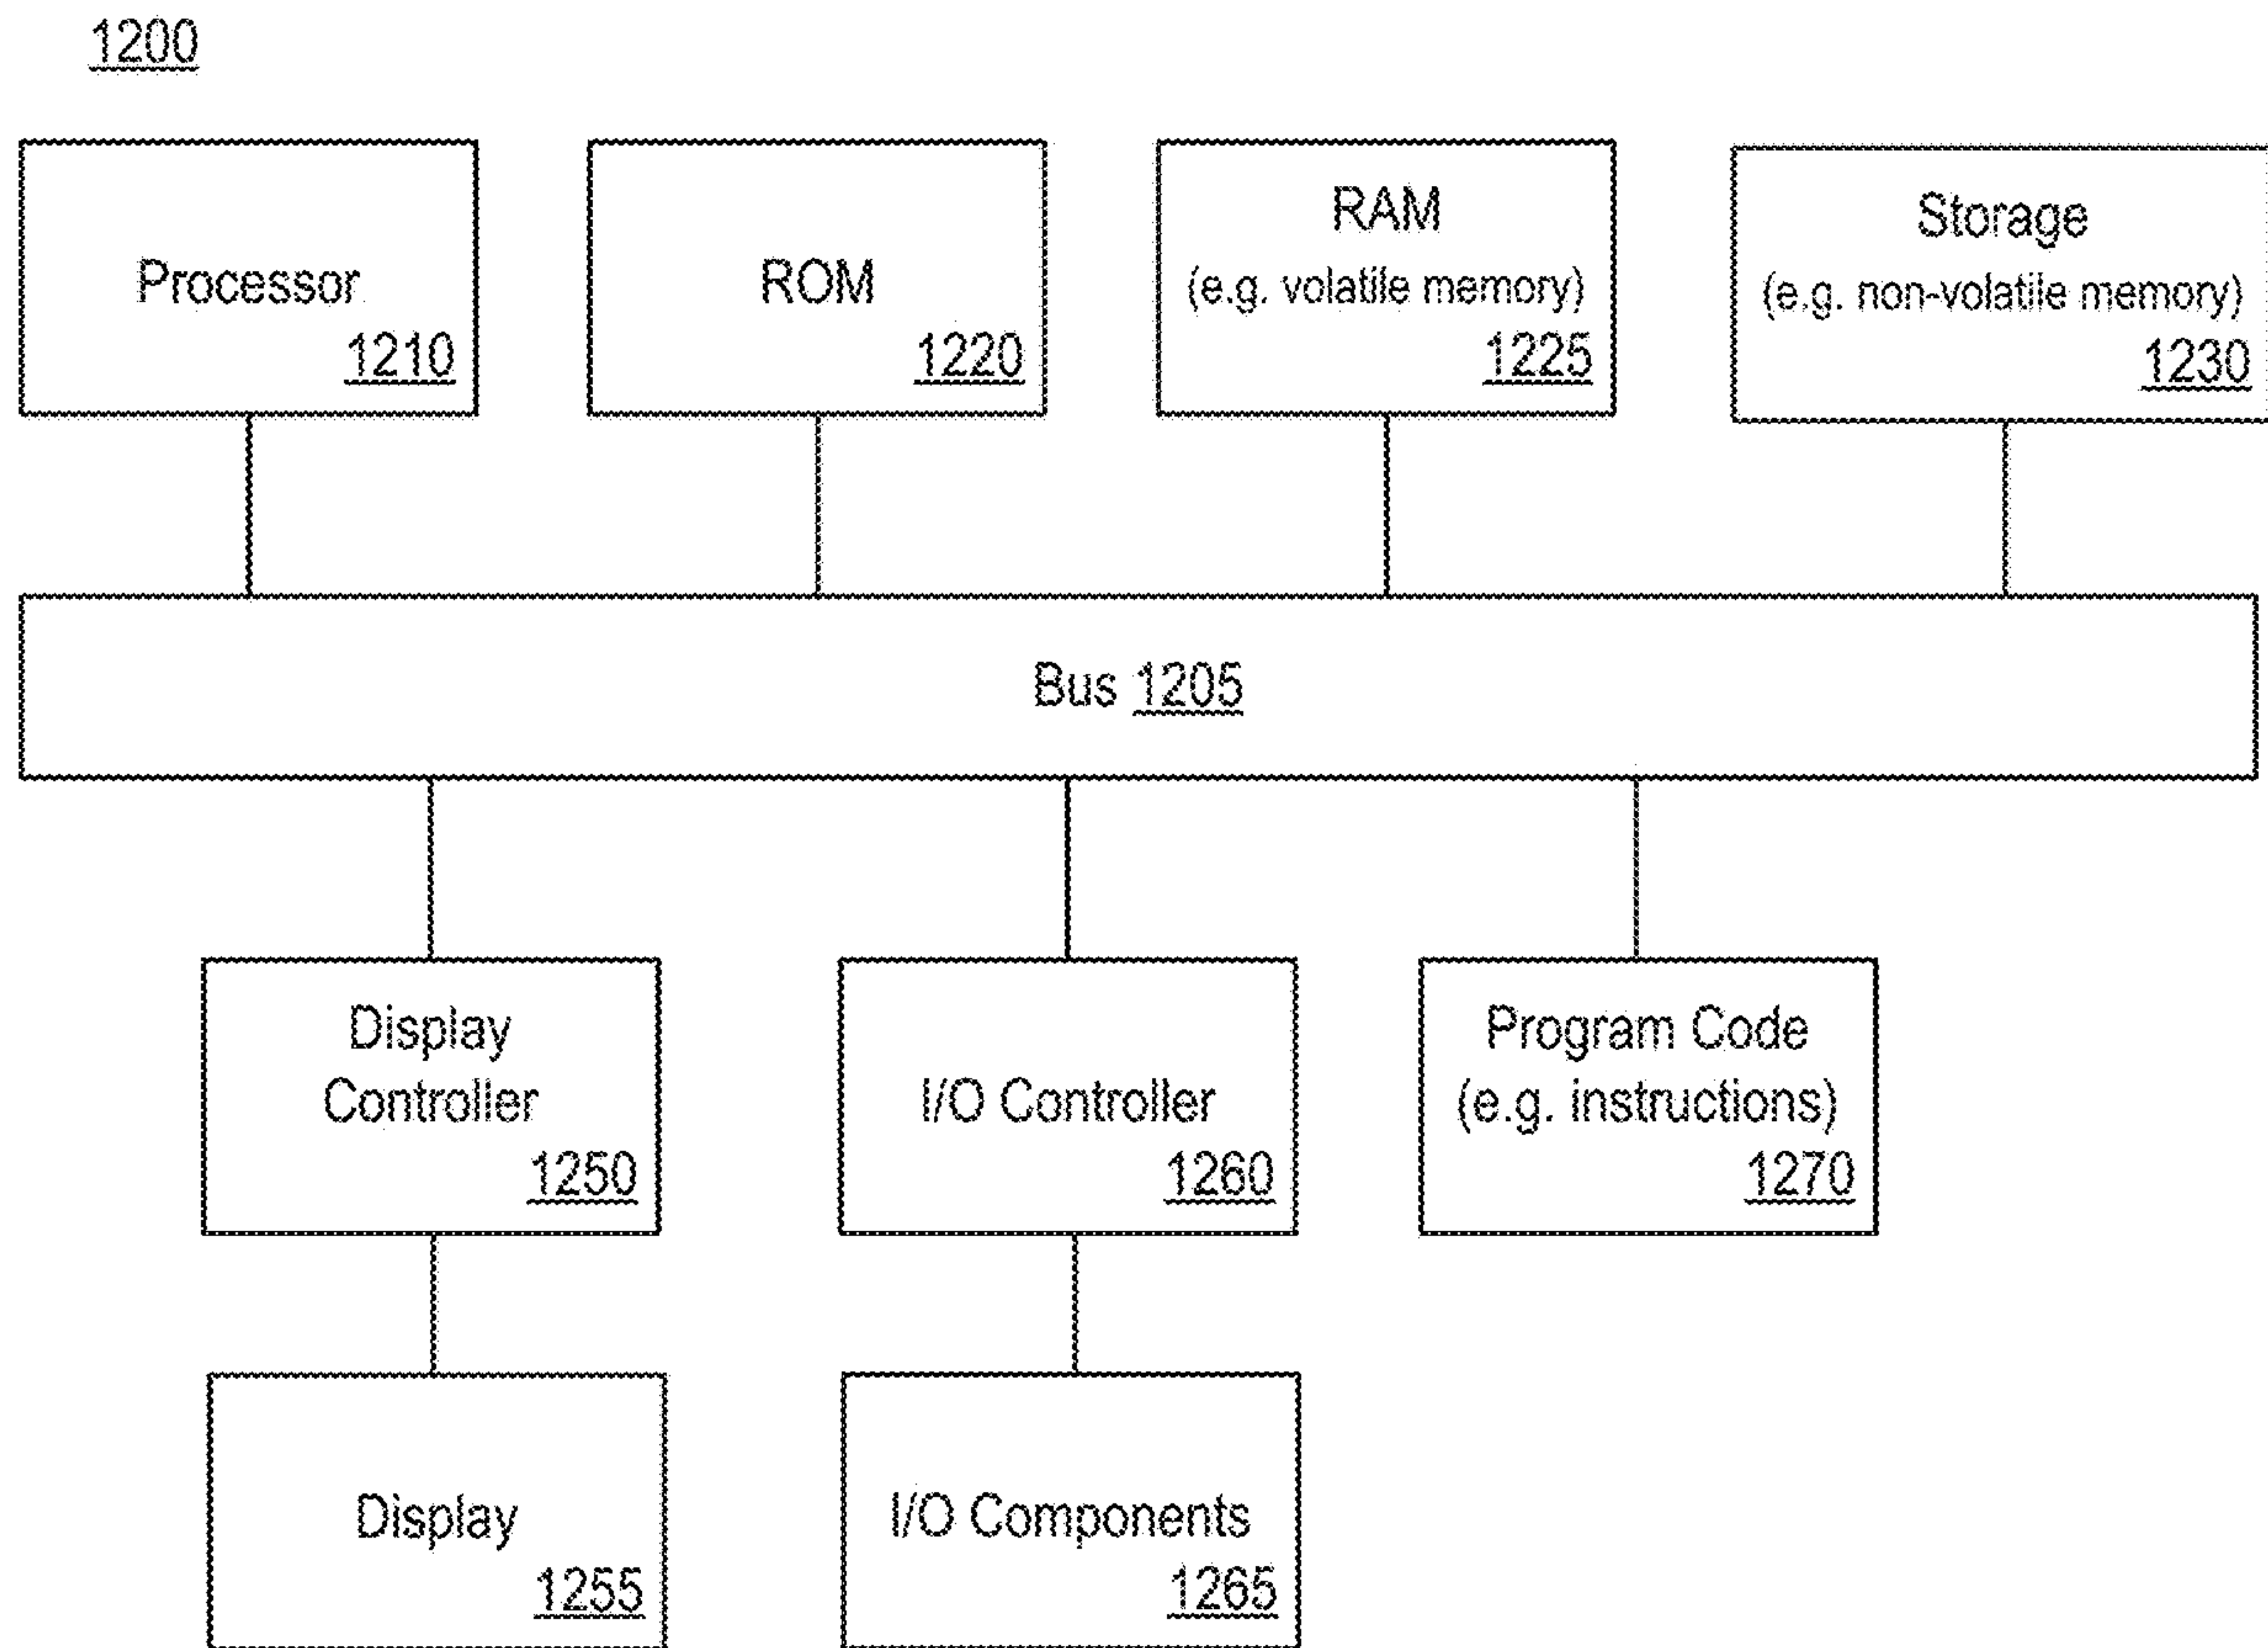 1200
Processor
1210
ROM
1220
RAM
(e.g. volatile memory)
1225
Storage
(e.g. non-volatile memory)
1230
Bus 1205
Display
Controller
1250
I/O Controller
1260
Program Code
(e.g. instructions)
1270
Display
1255
I/O Components
1265